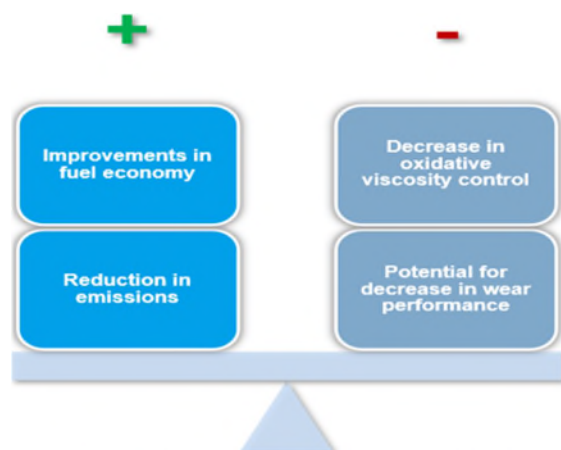 +
-
Improvements in
fuel economy
Decrease in
oxidative
viscosity control
Reduction in
emissions
Potential for
decrease in wear
performance